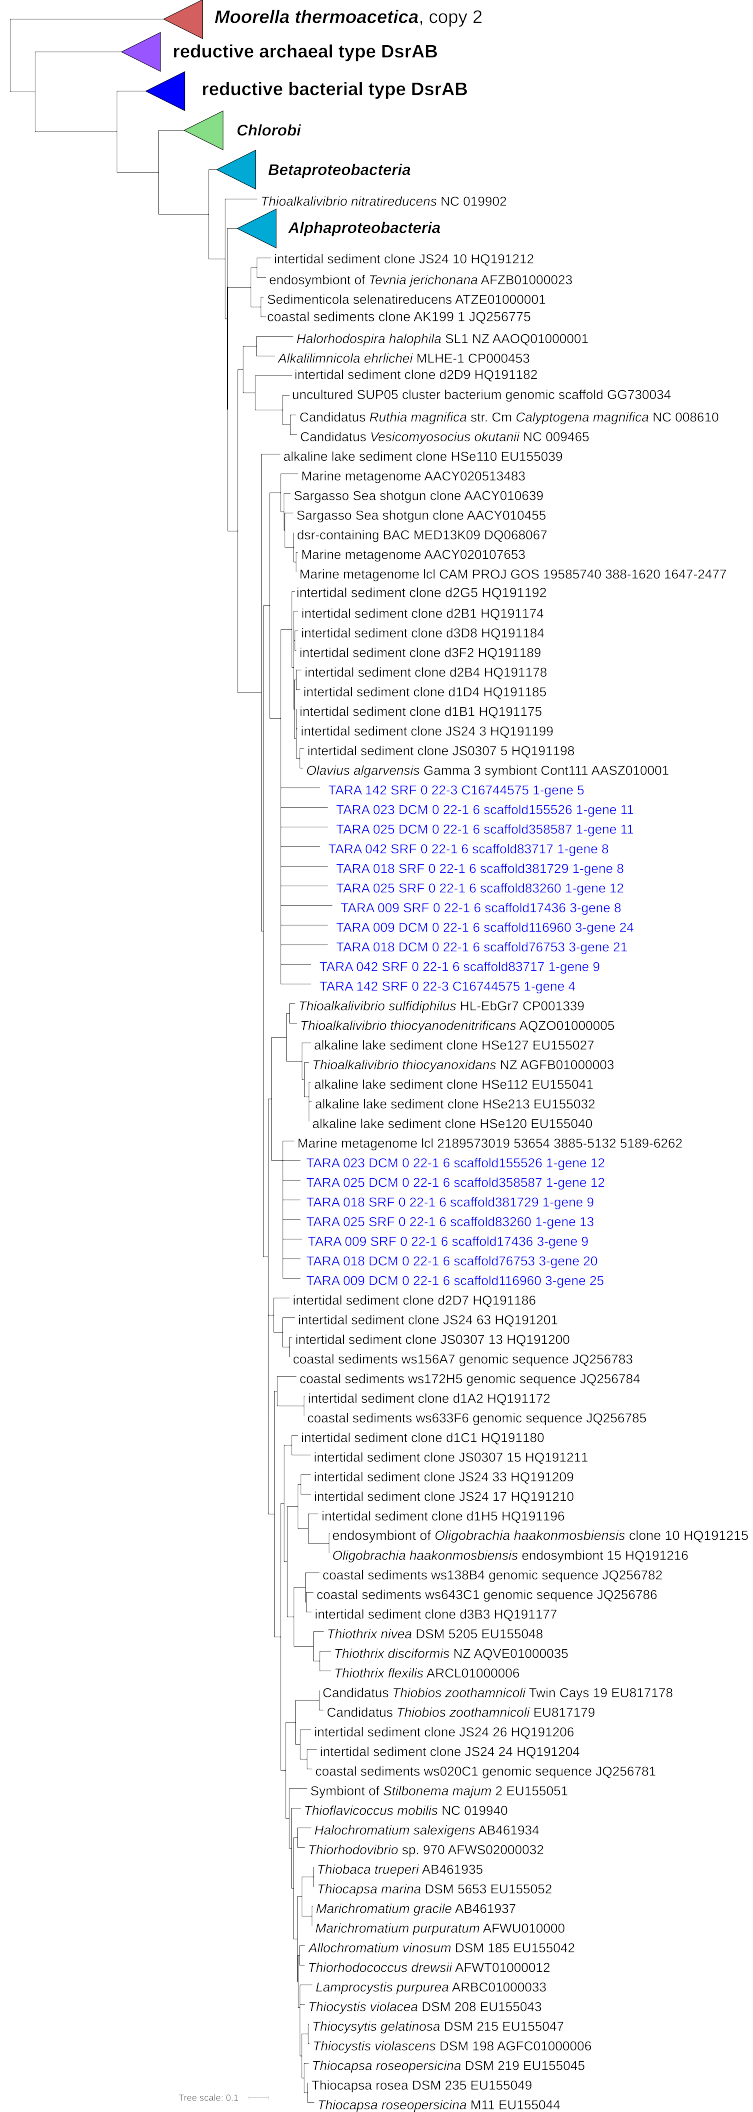 Moorella thermoacetica, copy 2
reductive archaeal type DsrAB
reductive bacterial type DsrAB
Chlorobi
Betaproteobacteria
Thioalkalivibrio nitratireducens NC 019902
Alphaproteobacteria
intertidal sediment clone JS24 10 HQ191212
endosymbiont of Tevnia jerichonana AFZB01000023
Sedimenticola selenatireducens ATZE01000001
coastal sediments clone AK199 1 JQ256775
Halorhodospira halophila SL1 NZ AAOQ01000001
Alkalilimnicola ehrlichei MLHE-1 CP000453
intertidal sediment clone d2D9 HQ191182
uncultured SUP05 cluster bacterium genomic scaffold GG730034
Candidatus Ruthia magnifica str. Cm Calyptogena magnifica NC 008610
Candidatus Vesicomyosocius okutanii NC 009465
alkaline lake sediment clone HSe110 EU155039
Marine metagenome AACY020513483
Sargasso Sea shotgun clone AACY010639
Sargasso Sea shotgun clone AACY010455
dsr-containing BAC MED13K09 DQ068067
Marine metagenome AACY020107653
Marine metagenome lcl CAM PROJ GOS 19585740 388-1620 1647-2477
intertidal sediment clone d2G5 HQ191192
intertidal sediment clone d2B1 HQ191174
intertidal sediment clone d3D8 HQ191184
intertidal sediment clone d3F2 HQ191189
intertidal sediment clone d2B4 HQ191178
intertidal sediment clone d1D4 HQ191185
intertidal sediment clone d1B1 HQ191175
intertidal sediment clone JS24 3 HQ191199
intertidal sediment clone JS0307 5 HQ191198
Olavius algarvensis Gamma 3 symbiont Cont111 AASZ010001
TARA 142 SRF 0 22-3 C16744575 1-gene 5
TARA 023 DCM 0 22-1 6 scaffold155526 1-gene 11
TARA 025 DCM 0 22-1 6 scaffold358587 1-gene 11
TARA 042 SRF 0 22-1 6 scaffold83717 1-gene 8
TARA 018 SRF 0 22-1 6 scaffold381729 1-gene 8
TARA 025 SRF 0 22-1 6 scaffold83260 1-gene 12
TARA 009 SRF 0 22-1 6 scaffold17436 3-gene 8
TARA 009 DCM 0 22-1 6 scaffold116960 3-gene 24
TARA 018 DCM 0 22-1 6 scaffold76753 3-gene 21
TARA 042 SRF 0 22-1 6 scaffold83717 1-gene 9
TARA 142 SRF 0 22-3 C16744575 1-gene 4
Thioalkalivibrio sulfidiphilus HL-EbGr7 CP001339
Thioalkalivibrio thiocyanodenitrificans AQZO01000005
alkaline lake sediment clone HSe127 EU155027
Thioalkalivibrio thiocyanoxidans NZ AGFB01000003
alkaline lake sediment clone HSe112 EU155041
alkaline lake sediment clone HSe213 EU155032
alkaline lake sediment clone HSe120 EU155040
Marine metagenome lcl 2189573019 53654 3885-5132 5189-6262
TARA 023 DCM 0 22-1 6 scaffold155526 1-gene 12
TARA 025 DCM 0 22-1 6 scaffold358587 1-gene 12
TARA 018 SRF 0 22-1 6 scaffold381729 1-gene 9
TARA 025 SRF 0 22-1 6 scaffold83260 1-gene 13
TARA 009 SRF 0 22-1 6 scaffold17436 3-gene 9
TARA 018 DCM 0 22-1 6 scaffold76753 3-gene 20
TARA 009 DCM 0 22-1 6 scaffold116960 3-gene 25
intertidal sediment clone d2D7 HQ191186
intertidal sediment clone JS24 63 HQ191201
intertidal sediment clone JS0307 13 HQ191200
coastal sediments ws156A7 genomic sequence JQ256783
coastal sediments ws172H5 genomic sequence JQ256784
intertidal sediment clone d1A2 HQ191172
coastal sediments ws633F6 genomic sequence JQ256785
intertidal sediment clone d1C1 HQ191180
intertidal sediment clone JS0307 15 HQ191211
intertidal sediment clone JS24 33 HQ191209
intertidal sediment clone JS24 17 HQ191210
intertidal sediment clone d1H5 HQ191196
endosymbiont of Oligobrachia haakonmosbiensis clone 10 HQ191215
Oligobrachia haakonmosbiensis endosymbiont 15 HQ191216
coastal sediments ws138B4 genomic sequence JQ256782
coastal sediments ws643C1 genomic sequence JQ256786
intertidal sediment clone d3B3 HQ191177
Thiothrix nivea DSM 5205 EU155048
Thiothrix disciformis NZ AQVE01000035
Thiothrix flexilis ARCL01000006
Candidatus Thiobios zoothamnicoli Twin Cays 19 EU817178
Candidatus Thiobios zoothamnicoli EU817179
intertidal sediment clone JS24 26 HQ191206
intertidal sediment clone JS24 24 HQ191204
coastal sediments ws020C1 genomic sequence JQ256781
Symbiont of Stilbonema majum 2 EU155051
Thioflavicoccus mobilis NC 019940
Halochromatium salexigens AB461934
Thiorhodovibrio sp. 970 AFWS02000032
Thiobaca trueperi AB461935
Thiocapsa marina DSM 5653 EU155052
Marichromatium gracile AB461937
Marichromatium purpuratum AFWU010000
Allochromatium vinosum DSM 185 EU155042
Thiorhodococcus drewsii AFWT01000012
Lamprocystis purpurea ARBC01000033
Thiocystis violacea DSM 208 EU155043
Thiocysytis gelatinosa DSM 215 EU155047
Thiocystis violascens DSM 198 AGFC01000006
Thiocapsa roseopersicina DSM 219 EU155045
Thiocapsa rosea DSM 235 EU155049
Tree scale: 0.1
Thiocapsa roseopersicina M11 EU155044